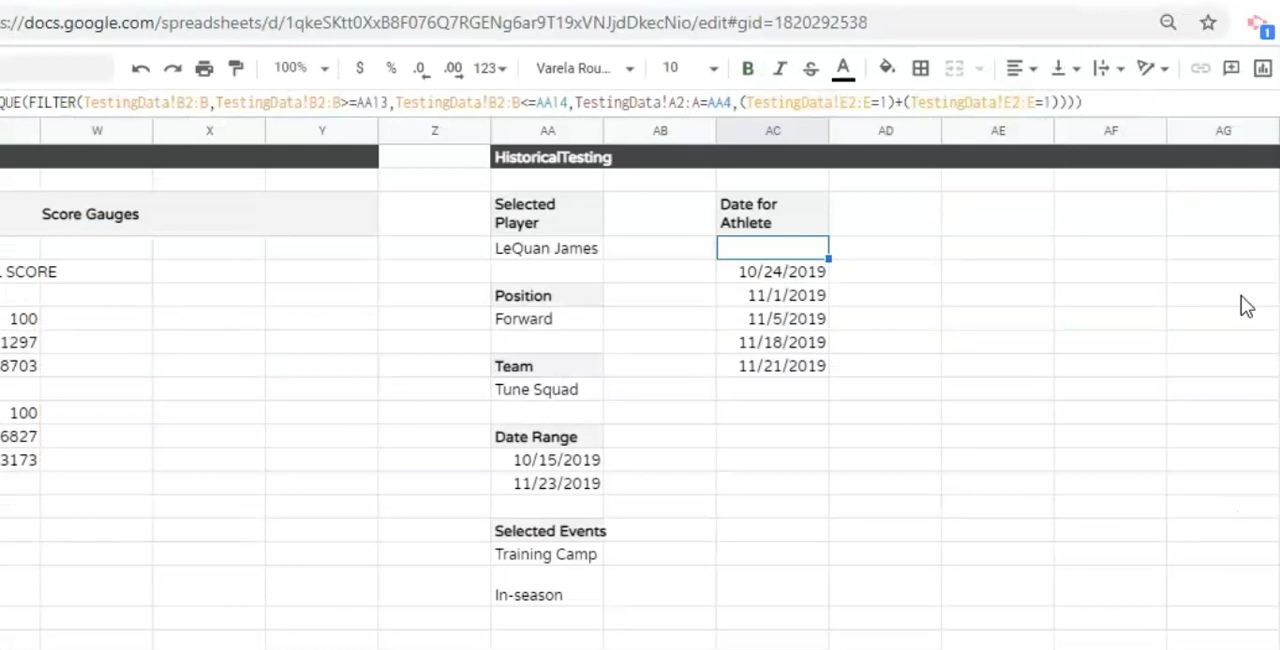 s://docs.google.com/spreadsheets/d/1qkeSKtt0XxB8F076Q7RGENg6ar9T19xVNJjdDkecNio/edit#gid=1820292538
1
100% $ % .0 .00 123 Varela Rou... 10 B I S A
QUE(FILTER(TestingData!B2:B,TestingData!B2:B>=AA13,TestingData!B2:B<=AA14,TestingData!A2:A=AA4,(TestingData!E2:E=1)+(TestingData!E2:E=1))))
W X Y Z AA AB AC AD AE AF AG
HistoricalTesting
Score Gauges
Selected
Player
Date for
Athlete
LeQuan James
SCORE 10/24/2019
Position 11/1/2019
100 Forward 11/5/2019
1297 11/18/2019
8703 Team 11/21/2019
Tune Squad
100
6827 Date Range
3173 10/15/2019
11/23/2019
Selected Events
Training Camp
In-season